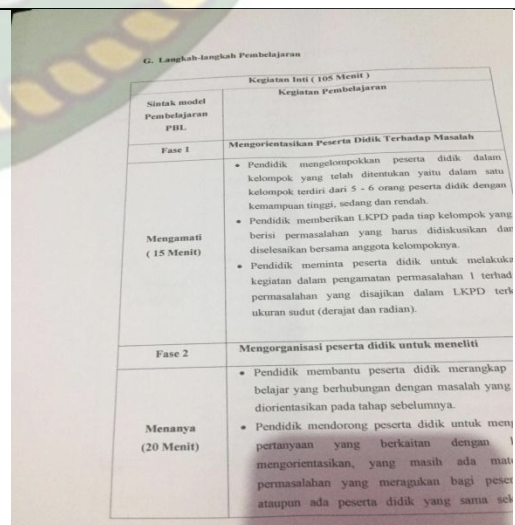 G. Langkah-langkah Pembelajaran
Kegiatan Inti ( 105 Menit )
Sintak model
Pembelajaran
PBL
Kegiatan Pembelajaran
Fase 1
Mengorientasikan Peserta Didik Terhadap Masalah
Mengamati
( 15 Menit)
• Pendidik mengelompokkan peserta didik dalam
kelompok yang telah ditentukan yaitu dalam satu
kelompok terdiri dari 5 - 6 orang peserta didik dengan
kemampuan tinggi, sedang dan rendah.
• Pendidik memberikan LKPD pada tiap kelompok yang
berisi permasalahan yang harus didiskusikan dan
diselesaikan bersama anggota kelompoknya.
• Pendidik meminta peserta didik untuk melakuka
kegiatan dalam pengamatan permasalahan 1 terhad
permasalahan yang disajikan dalam LKPD terk
ukuran sudut (derajat dan radian).
Fase 2
Mengorganisasi peserta didik untuk meneliti
Menanya
(20 Menit)
• Pendidik membantu peserta didik merangkap
belajar yang berhubungan dengan masalah yang
diorientasikan pada tahap sebelumnya.
• Pendidik mendorong peserta didik untuk meng
pertanyaan yang berkaitan dengan
mengorientasikan, yang masih ada mate
permasalahan yang meragukan bagi peser
ataupun ada peserta didik yang sama sek